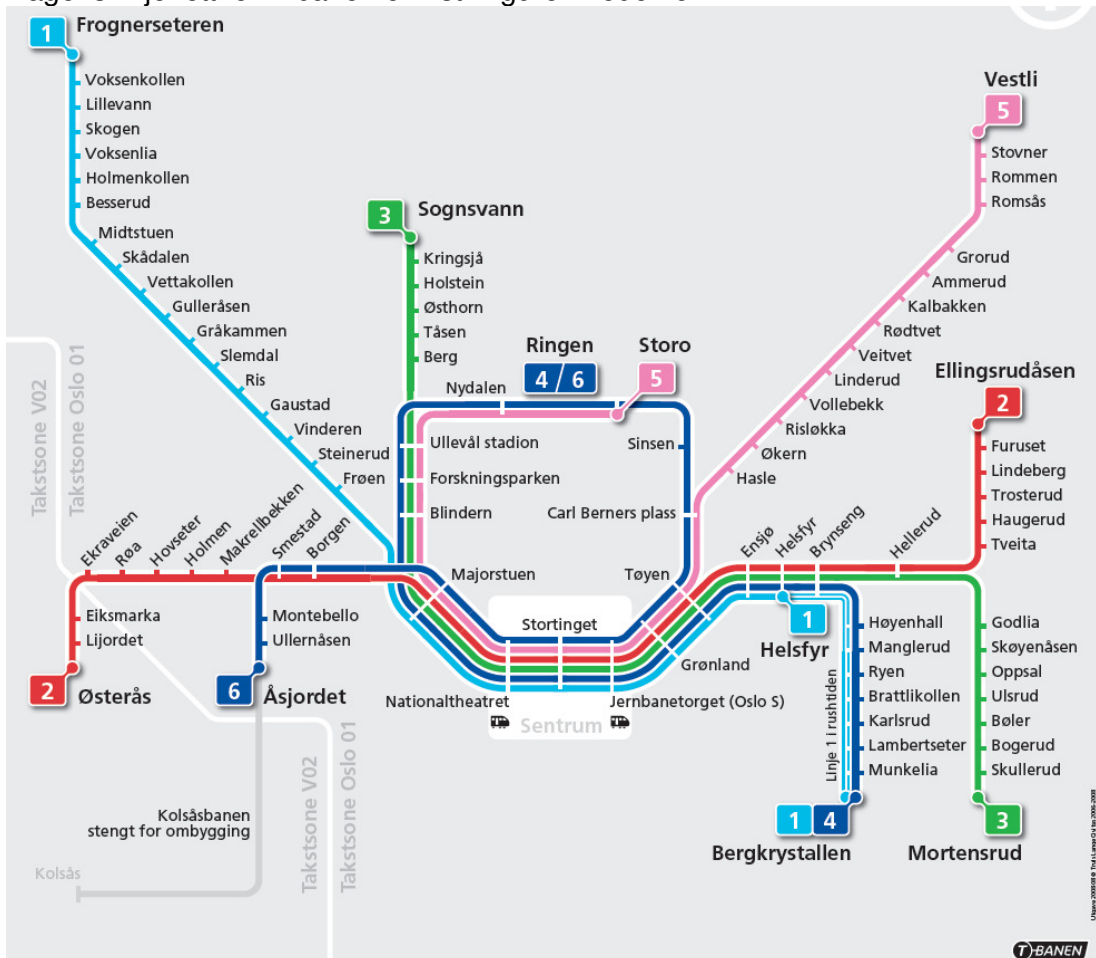 1
Frognerseteren
Voksenkollen
Lillevann
Skogen
Voksenlia
Holmenkollen
Besserud
Midtstuen
Skådalen
Vettakollen
Gulleråsen
Gråkammen
Slemdal
Ris
Gaustad
Vinderen
Steinerud
Frøen
3
Sognsvann
Kringsjå
Holstein
Østhorn
Tåsen
Berg
Ringen
4 / 6
Storo
5
Nydalen
Ullevål stadion
Forskningsparken
Blindern
Sinsen
Carl Berners plass
Vestli
5
Stovner
Rommen
Romsås
Grorud
Ammerud
Kalbakken
Rødtvet
Veitvet
Linderud
Vollebekk
Risløkka
Økern
Hasle
Ellingsrudåsen
2
Furuset
Lindeberg
Trosterud
Haugerud
Tveita
Takstsone V02
Takstsone Oslo 01
Ekraveien
Røa
Hovseter
Holmen
Makrellbekken
Smestad
Borgen
Majorstuen
Tøyen
Ensjø
Helsfyr
Brynseng
Hellerud
Eiksmarka
Lijordet
2
Østerås
Montebello
Ullernåsen
6
Åsjordet
Stortinget
Nationaltheatret
Jernbanetorget (Oslo S)
Sentrum
Grønland
1
Helsfyr
Høyenhall
Manglerud
Ryen
Brattlikollen
Karlsrud
Lambertseter
Munkelia
Linje 1 i rushtiden
1
4
Bergkrystallen
Godlia
Skøyenåsen
Oppsal
Ulsrud
Bøler
Bogerud
Skullerud
3
Mortensrud
Takstsone V02
Takstsone Oslo 01
Kolsåsbanen
stengt for ombygging
Kolsås
T-BANEN